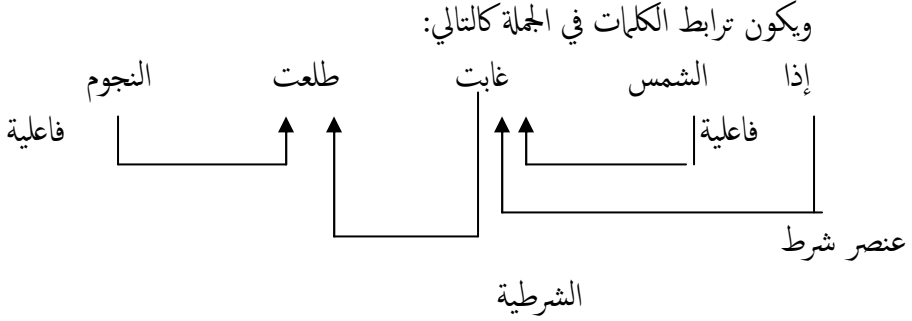 ويكون ترابط الكلمات في الجملة كالتالي:
إذا الشمس غابت طلعت النجوم
فاعلية فاعلية
عنصر شرط
الشرطية